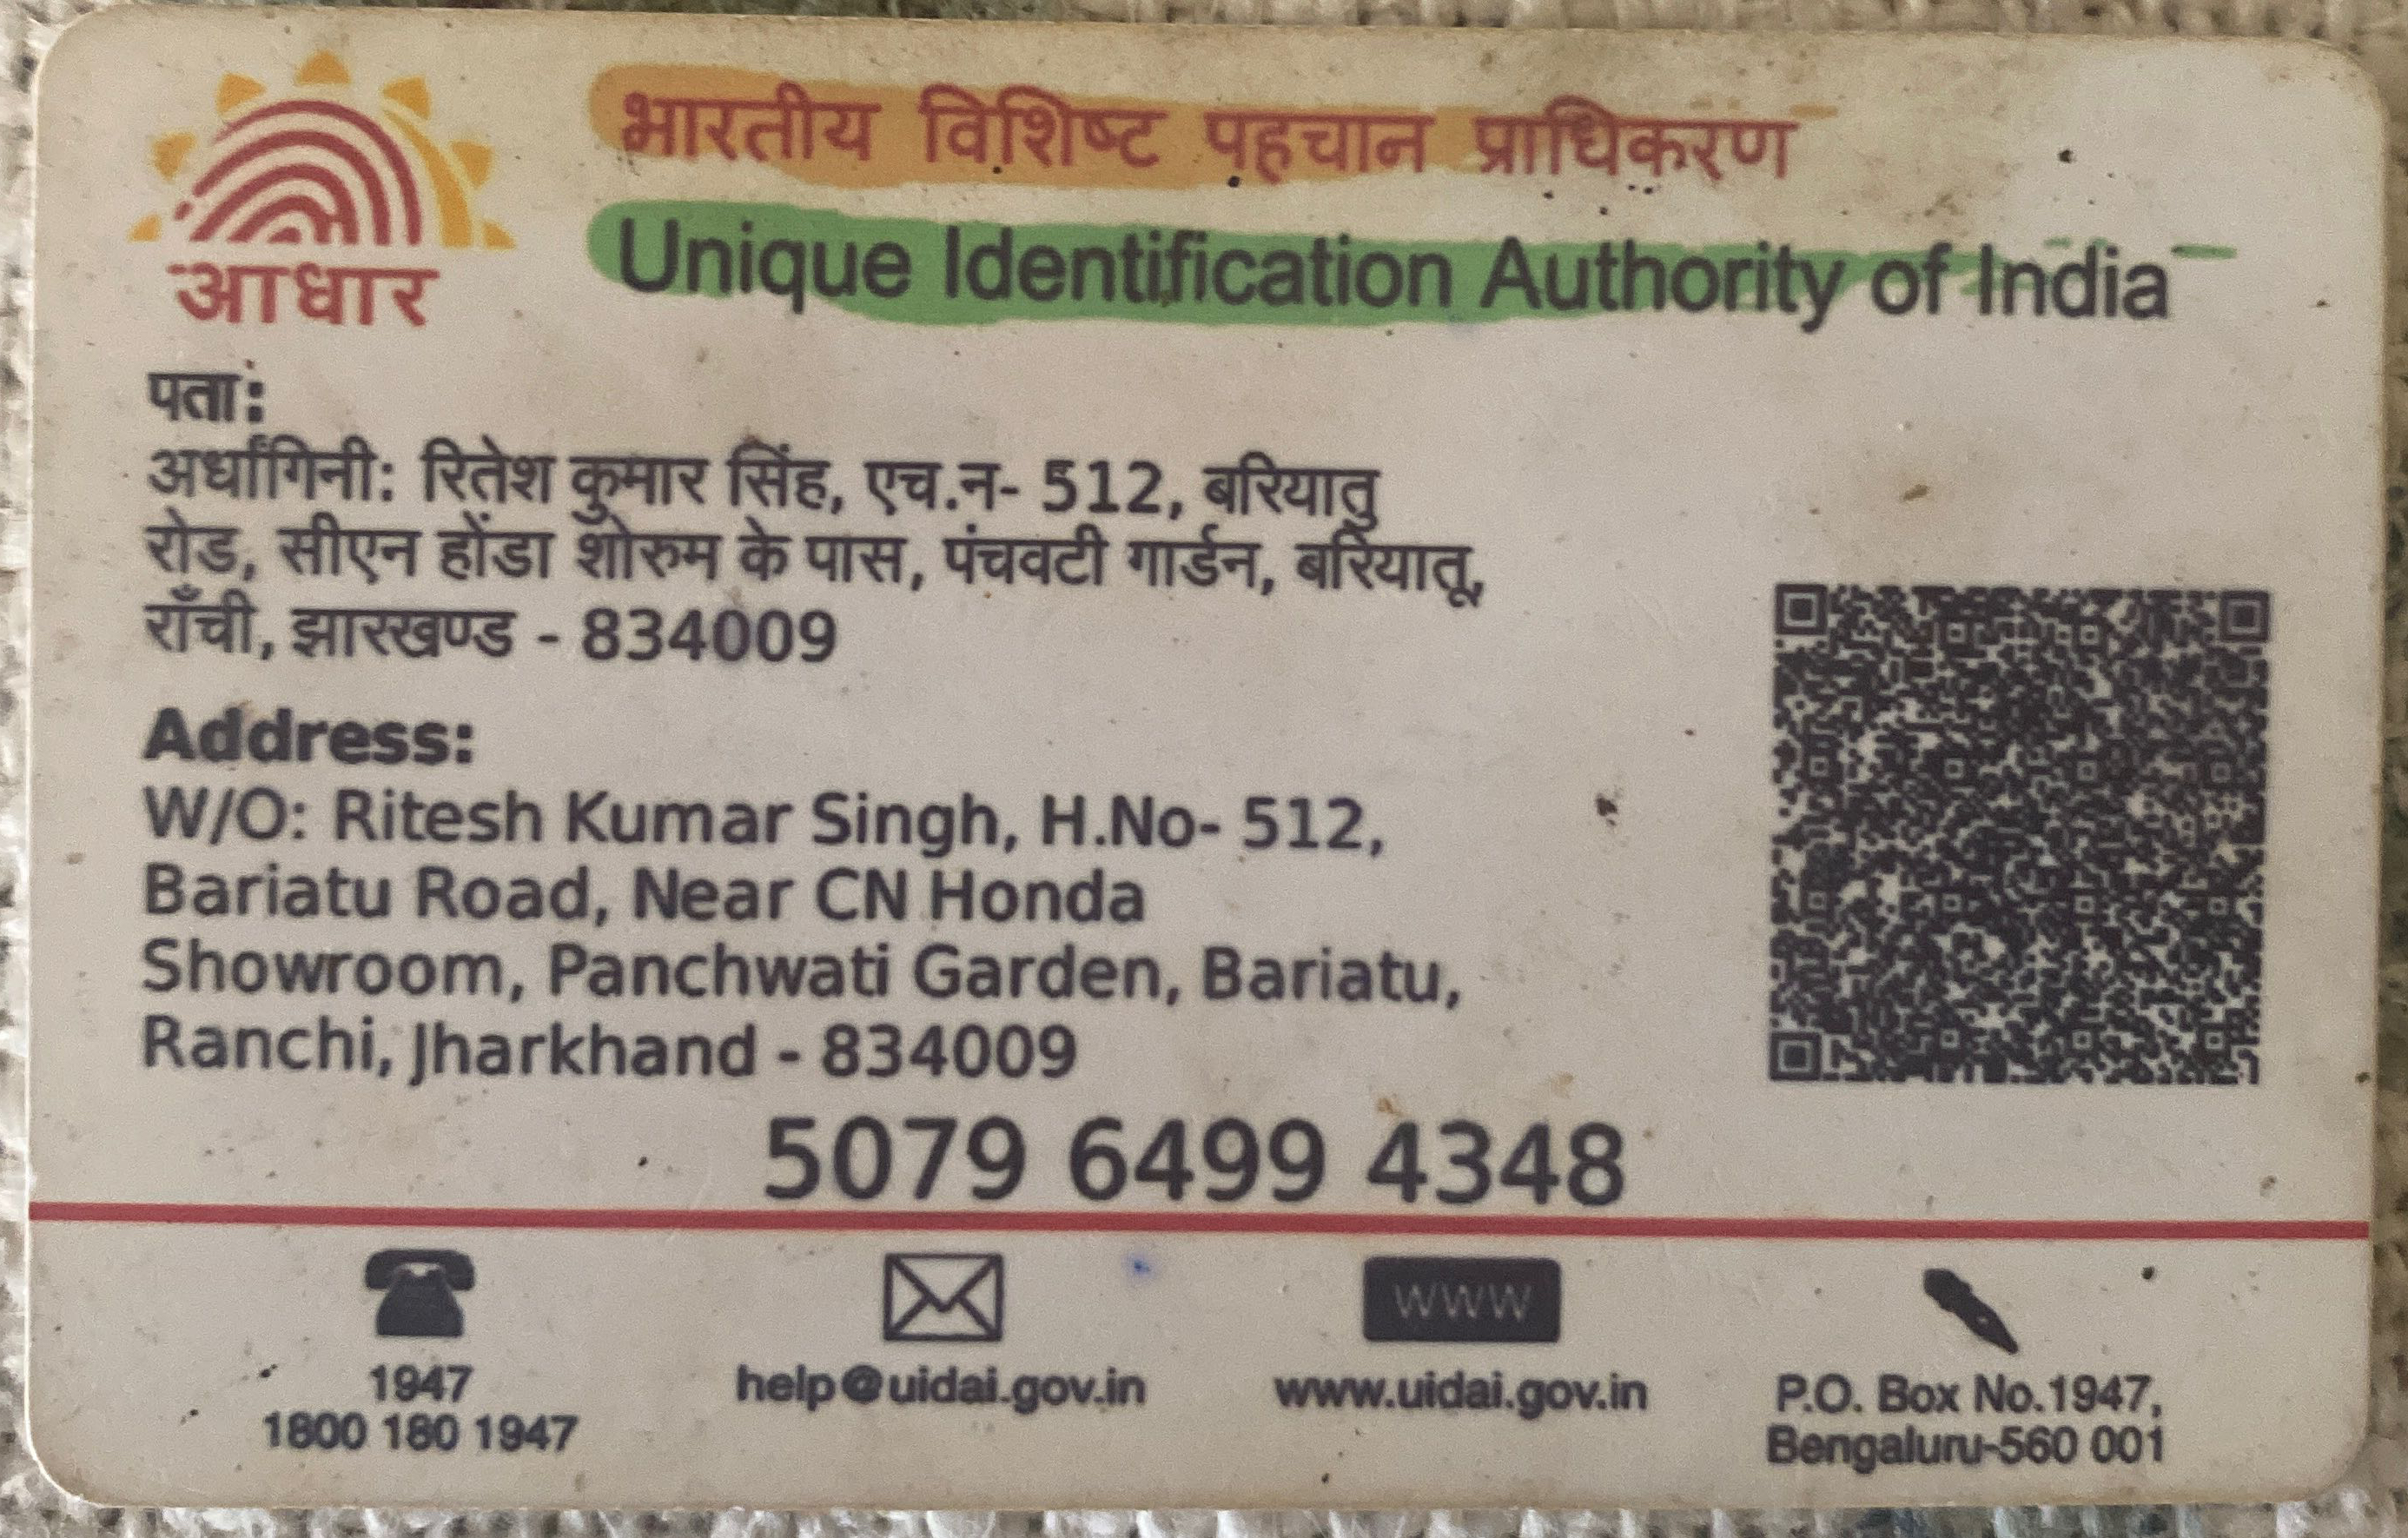 भारतीय विशिष्ट पहचान प्राधिकरण
Unique Identification Authority of India
आधार
पता:
अर्धांगिनी: रितेश कुमार सिंह, एच.न- 512, बरियातु
रोड, सीएन होंडा शोरुम के पास, पंचवटी गार्डन, बरियातू,
राँची, झारखण्ड - 834009
Address:
W/O: Ritesh Kumar Singh, H.No- 512,
Bariatu Road, Near CN Honda
Showroom, Panchwati Garden, Bariatu,
Ranchi, Jharkhand - 834009
5079 6499 4348
WWW
1947
1800 180 1947
help@uidai.gov.in
www.uidai.gov.in
P.O. Box No.1947,
Bengaluru-560 001